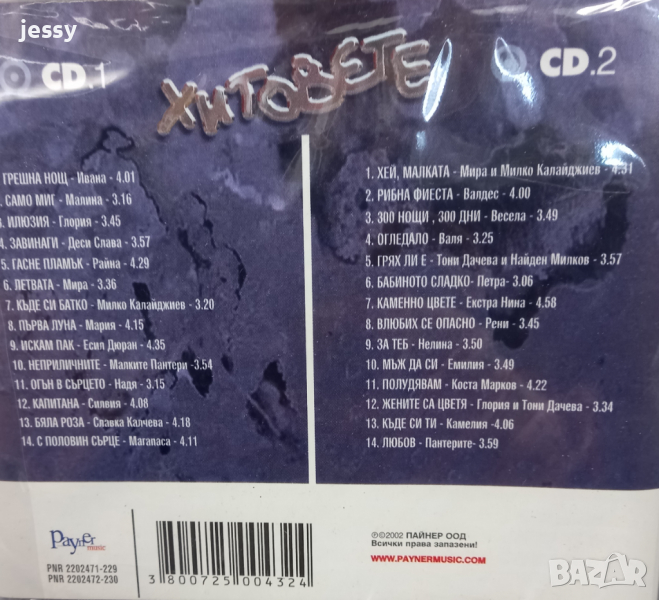 jessy
CD.1
ХИТОВЕТЕ
CD.2
ГРЕШНА НОЩ - Ивана - 4.01
САМО МИГ - Малина - 3.16
ИЛЮЗИЯ - Глория - 3.45
4. ЗАВИНАГИ - Деси Слава - 3.57
5. ГАСНЕ ПЛАМЪК - Райна - 4.29
6. ЛЕТВАТА - Мира - 3.36
7. КЪДЕ СИ БАТКО - Милко Калайджиев - 3.20
8. ПЪРВА ЛУНА - Мария - 4.15
9. ИСКАМ ПАК - Есил Дюран - 4.35
10. НЕПРИЛИЧНИТЕ - Малките Пантери - 3.54
11. ОГЪН В СЪРЦЕТО - Надя - 3.15
12. КАПИТАНА - Силвия - 4.08
13. БЯЛА РОЗА - Славка Калчева - 4.18
14. С ПОЛОВИН СЪРЦЕ - Магапаса - 4.11
1. ХЕЙ, МАЛКАТА - Мира и Милко Калайджиев - 4.31
2. РИБНА ФИЕСТА - Валдес - 4.00
3. 300 НОЩИ , 300 ДНИ - Весела - 3.49
4. ОГЛЕДАЛО - Валя - 3.25
5. ГРЯХ ЛИ Е - Тони Дачева и Найден Милков - 3.57
6. БАБИНОТО СЛАДКО - Петра- 3.06
7. КАМЕННО ЦВЕТЕ - Екстра Нина - 4.58
8. ВЛЮБИХ СЕ ОПАСНО - Рени - 3.45
9. ЗА ТЕБ - Нелина - 3.50
10. МЪЖ ДА СИ - Емилия - 3.49
11. ПОЛУДЯВАМ - Коста Марков - 4.22
12. ЖЕНИТЕ СА ЦВЕТЯ - Глория и Тони Дачева - 3.34
13. КЪДЕ СИ ТИ - Камелия -4.06
14. ЛЮБОВ - Пантерите- 3.59
Payner
music
PNR 2202471-229
PNR 2202472-230
3 800725 004324
℗©2002 ПАЙНЕР ООД
Всички права запазени!
WWW.PAYNERMUSIC.COM
BAZAR